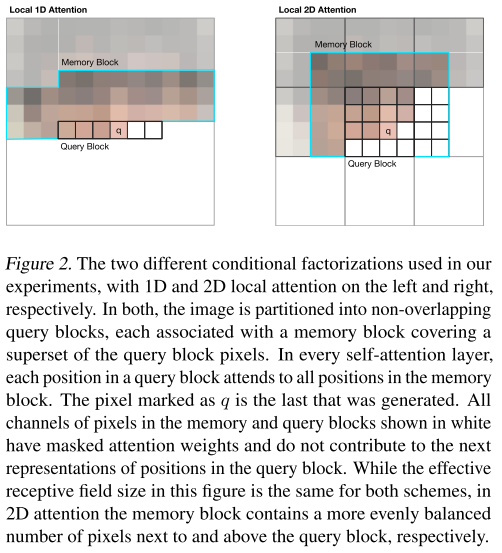 Local 1D Attention
Local 2D Attention
Memory Block
q
Query Block
Memory Block
q
Query Block
Figure 2. The two different conditional factorizations used in our
experiments, with 1D and 2D local attention on the left and right,
respectively. In both, the image is partitioned into non-overlapping
query blocks, each associated with a memory block covering a
superset of the query block pixels. In every self-attention layer,
each position in a query block attends to all positions in the memory
block. The pixel marked as q is the last that was generated. All
channels of pixels in the memory and query blocks shown in white
have masked attention weights and do not contribute to the next
representations of positions in the query block. While the effective
receptive field size in this figure is the same for both schemes, in
2D attention the memory block contains a more evenly balanced
number of pixels next to and above the query block, respectively.